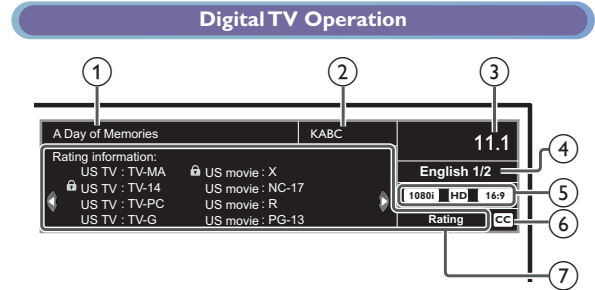 Digital TV Operation
1 2 3
A Day of Memories KABC 11.1
Rating information:
US TV : TV-MA US movie : X
US TV : TV-14 US movie : NC-17
US TV : TV-PC US movie : R
US TV : TV-G US movie : PG-13
English 1/2 4
1080i HD 16:9 5
Rating CC 6
7